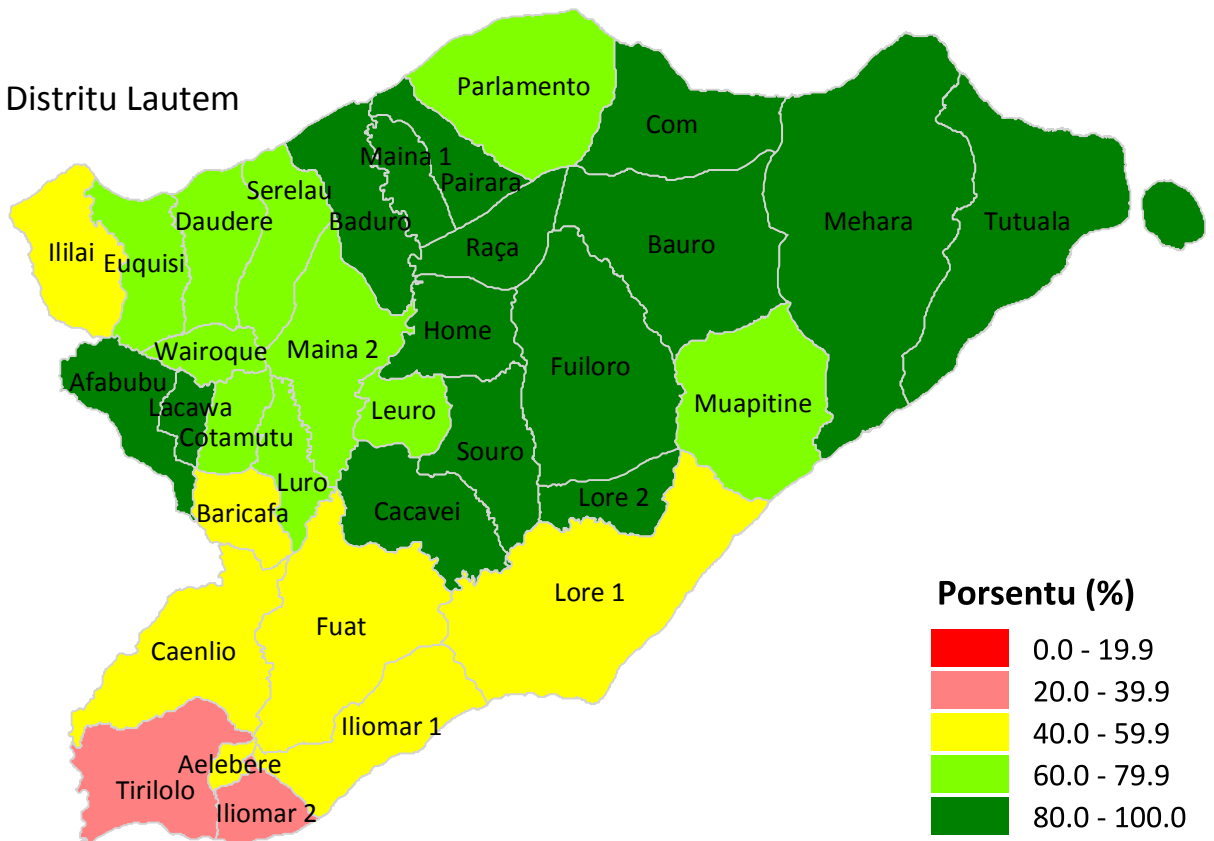 Distritu Lautem
Parlamento
Com
Maina 1
Pairara
Serelau
Daudere
Baduro
Mehara
Tutuala
Ililai
Euquisi
Raça
Bauro
Home
Wairoque
Maina 2
Fuiloro
Afabubu
Lacawa
Leuro
Muapitine
Cotamutu
Souro
Luro
Lore 2
Baricafa
Cacavei
Lore 1
Fuat
Caenlio
Iliomar 1
Aelebere
Tirilolo
Iliomar 2
Porsentu (%)
0.0 - 19.9
20.0 - 39.9
40.0 - 59.9
60.0 - 79.9
80.0 - 100.0